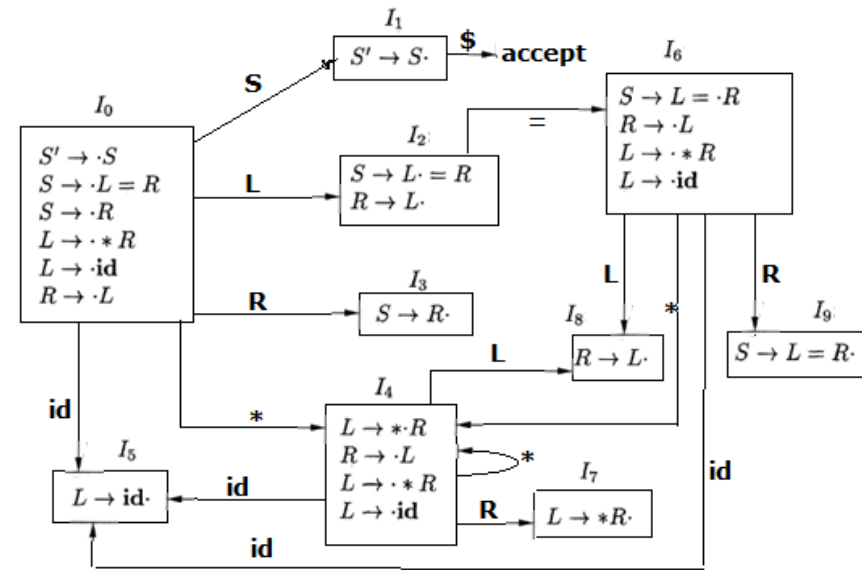 I₁
S' → S·
$
accept
S
I₀
S' → ·S
S → ·L = R
S → ·R
L → · * R
L → ·id
R → ·L
L
I₂
S → L· = R
R → L·
=
I₆
S → L = ·R
R → ·L
L → · * R
L → ·id
R
I₃
S → R·
L
*
R
I₈
R → L·
I₉
S → L = R·
id
*
L
I₄
L → *·R
R → ·L
L → · * R
L → ·id
*
id
I₅
L → id·
id
R
I₇
L → *R·
id